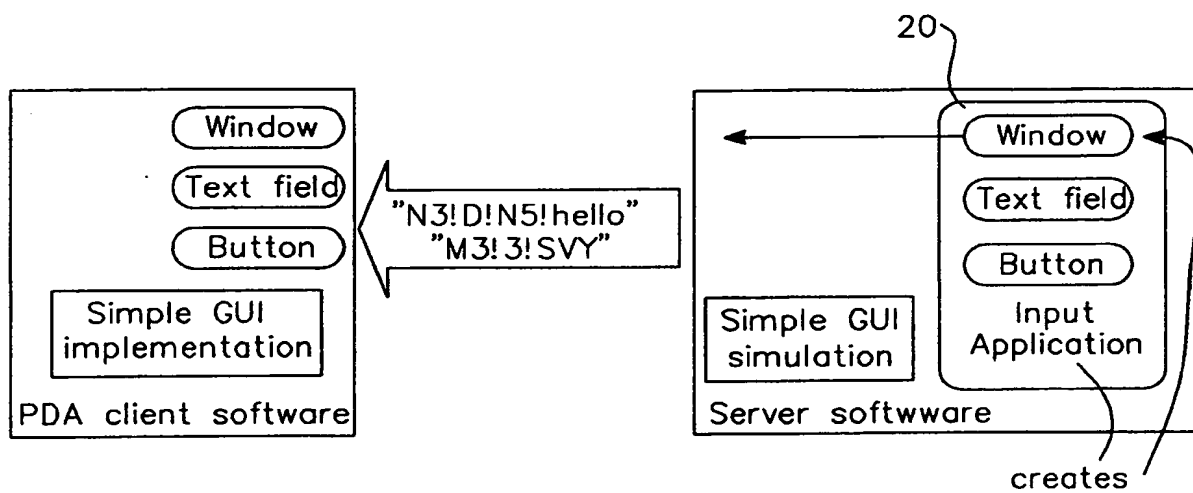 20
Window
Text field
Button
Simple GUI
implementation
PDA client software
"N3!D!N5!hello"
"M3!3!SVY"
Window
Text field
Button
Input
Application
Simple GUI
simulation
Server softwware
creates